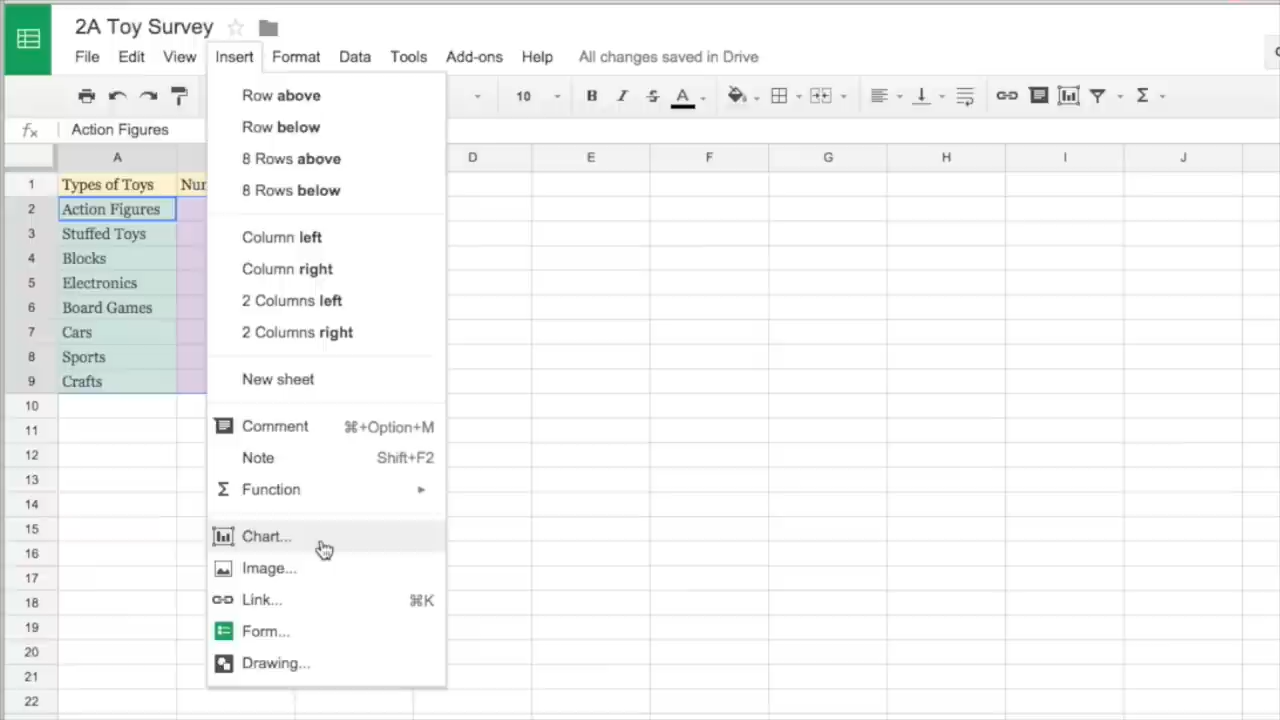 2A Toy Survey
File Edit View Insert Format Data Tools Add-ons Help All changes saved in Drive
10 B I S A Σ
fx Action Figures
A D E F G H I J
1 Types of Toys
2 Action Figures
3 Stuffed Toys
4 Blocks
5 Electronics
6 Board Games
7 Cars
8 Sports
9 Crafts
10
11
12
13
14
15
16
17
18
19
20
21
22
Row above
Row below
8 Rows above
8 Rows below
Column left
Column right
2 Columns left
2 Columns right
New sheet
Comment ⌘+Option+M
Note Shift+F2
Σ Function
Chart...
Image...
Link... ⌘K
Form...
Drawing...